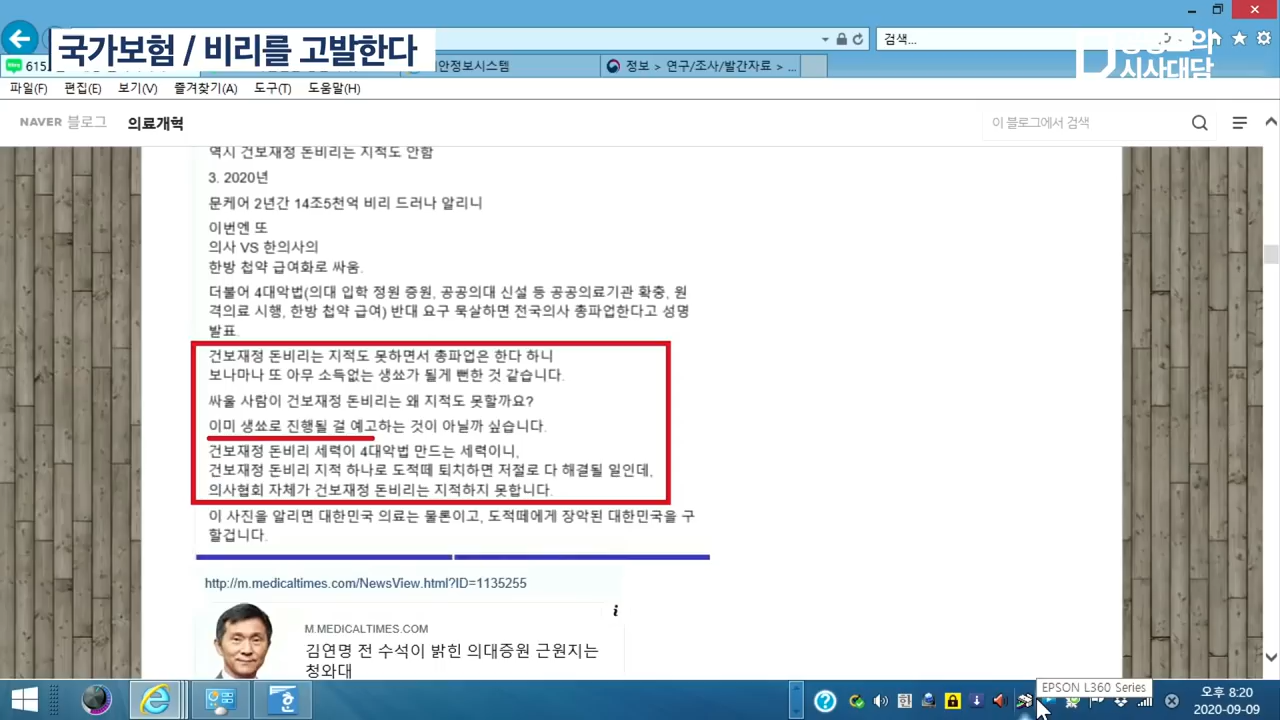 국가보험 / 비리를 고발한다
시사대담
검색...
615
안정보시스템
정보 > 연구/조사/발간자료 > ...
파일(F) 편집(E) 보기(V) 즐겨찾기(A) 도구(T) 도움말(H)
NAVER 블로그 의료개혁
이 블로그에서 검색
역시 건보재정 돈비리는 지적도 안함
3. 2020년
문케어 2년간 14조5천억 비리 드러나 알리니
이번엔 또
의사 VS 한의사의
한방 첩약 급여화로 싸움.
더불어 4대악법(의대 입학 정원 증원, 공공의대 신설 등 공공의료기관 확충, 원
격의료 시행, 한방 첩약 급여) 반대 요구 묵살하면 전국의사 총파업한다고 성명
발표.
건보재정 돈비리는 지적도 못하면서 총파업은 한다 하니
보나마나 또 아무 소득없는 생쑈가 될게 뻔한 것 같습니다.
싸울 사람이 건보재정 돈비리는 왜 지적도 못할까요?
이미 생쑈로 진행될 걸 예고하는 것이 아닐까 싶습니다.
건보재정 돈비리 세력이 4대악법 만드는 세력이니,
건보재정 돈비리 지적 하나로 도적떼 퇴치하면 저절로 다 해결될 일인데,
의사협회 자체가 건보재정 돈비리는 지적하지 못합니다.
이 사진을 알리면 대한민국 의료는 물론이고, 도적떼에게 장악된 대한민국을 구
할겁니다.
http://m.medicaltimes.com/NewsView.html?ID=1135255
M.MEDICALTIMES.COM
김연명 전 수석이 밝힌 의대증원 근원지는
청와대
EPSON L360 Series
오후 8:20
2020-09-09